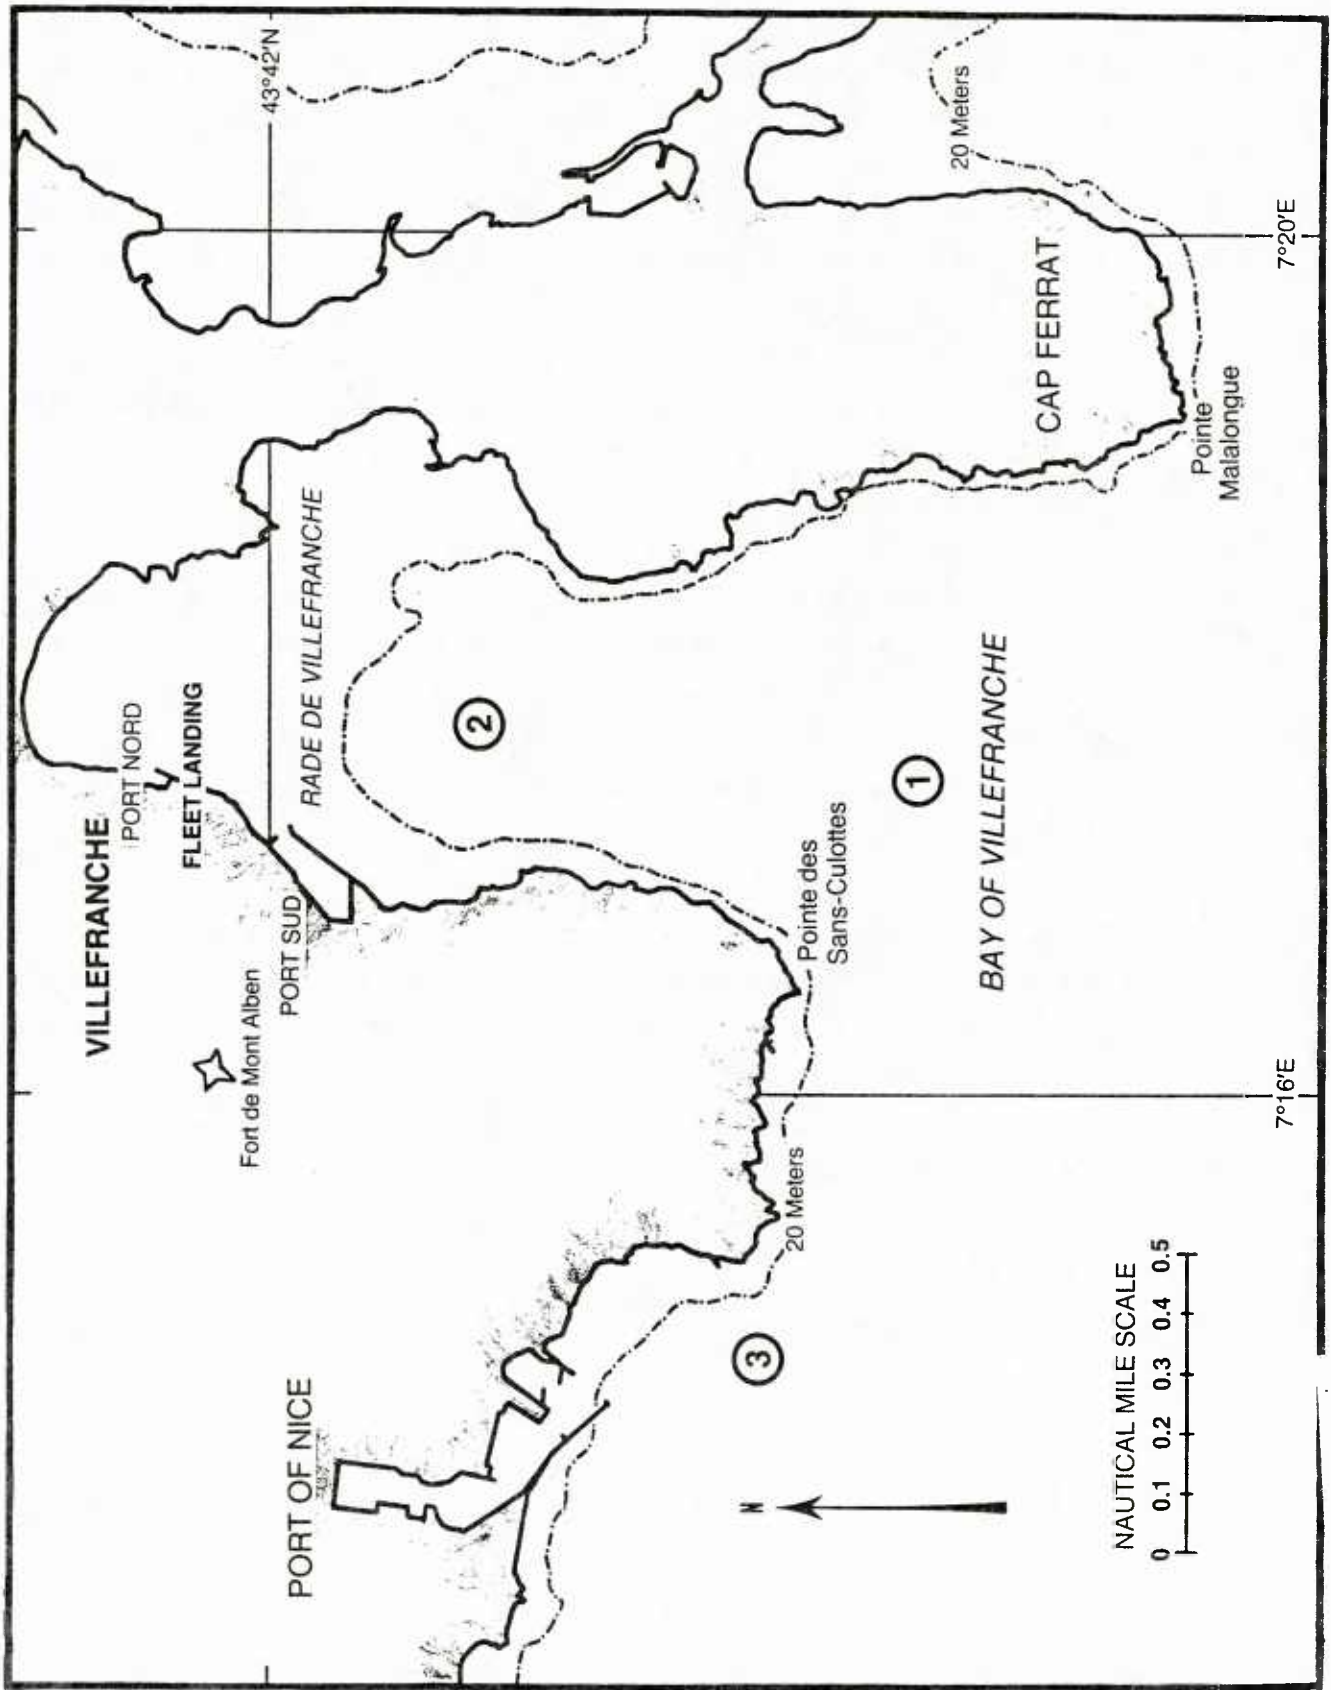 43°42'N
VILLEFRANCHE
PORT NORD
FLEET LANDING
RADE DE VILLEFRANCHE
Fort de Mont Alben
PORT SUD
PORT OF NICE
2
20 Meters
Pointe des
Sans-Culottes
1
BAY OF VILLEFRANCHE
CAP FERRAT
Pointe
Malalongue
20 Meters
3
N
NAUTICAL MILE SCALE
0 0.1 0.2 0.3 0.4 0.5
7°16'E
7°20'E